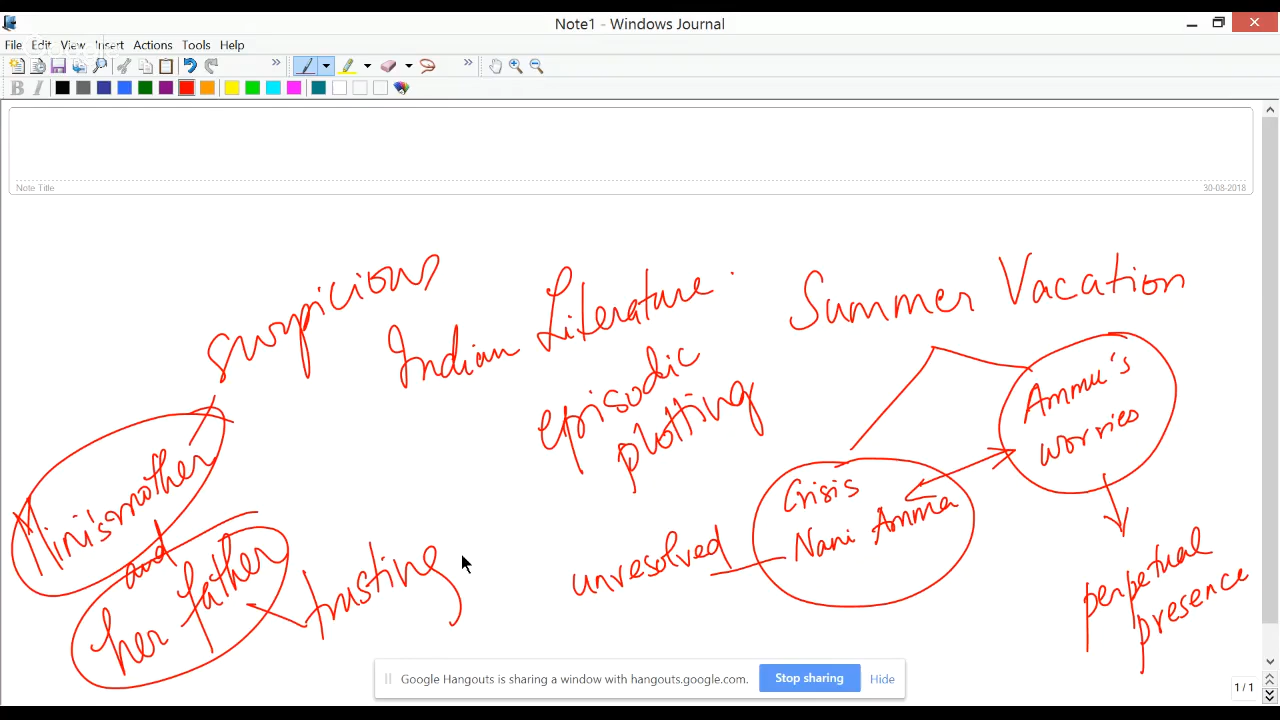 Note1 - Windows Journal
File Edit View Insert Actions Tools Help
Note Title
30-08-2018
suspicious
Indian Literature
Summer Vacation
episodic
plotting
Ammu's
worries
Mini's mother
and
her father
trusting
Crisis
Nani Amma
unresolved
perpetual
presence
Google Hangouts is sharing a window with hangouts.google.com.
Stop sharing
Hide
1 / 1